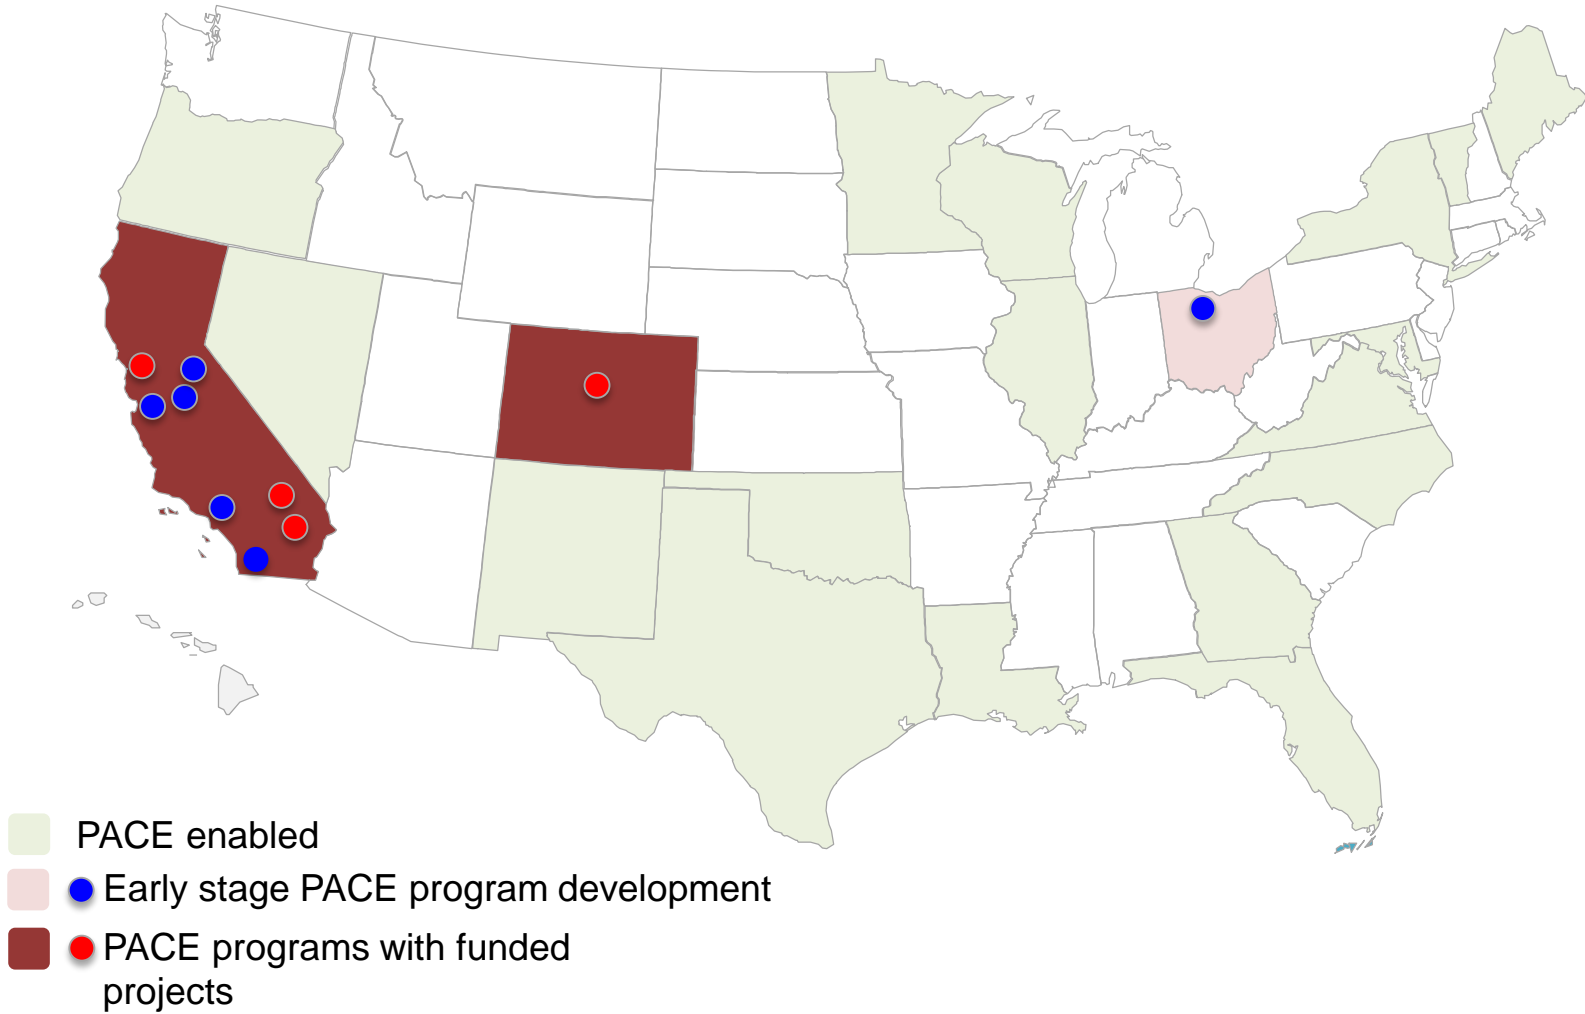 PACE enabled
Early stage PACE program development
PACE programs with funded
projects